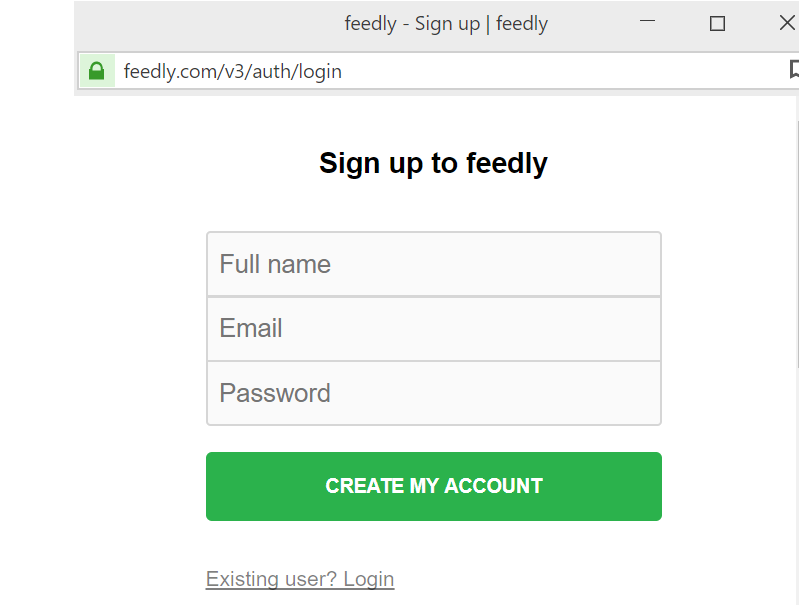 feedly - Sign up | feedly
feedly.com/v3/auth/login
Sign up to feedly
Full name
Email
Password
CREATE MY ACCOUNT
Existing user? Login